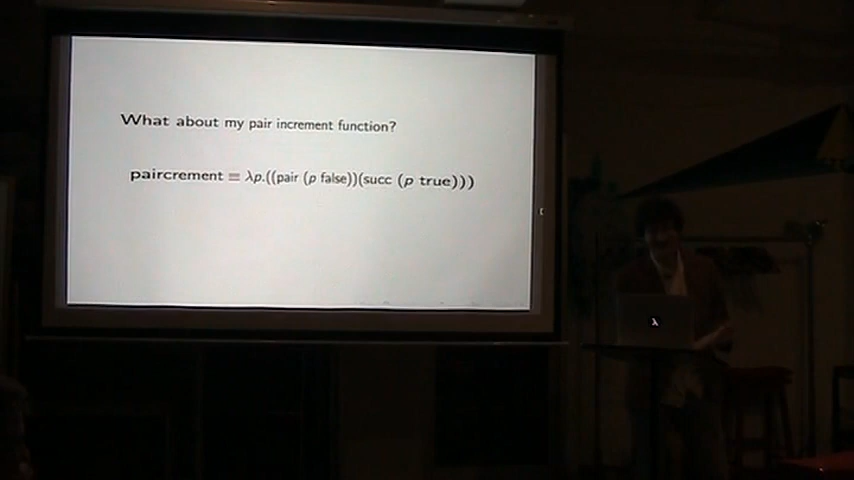 What about my pair increment function?
paircrement ≡ λp.((pair (p false))(succ (p true)))
λ